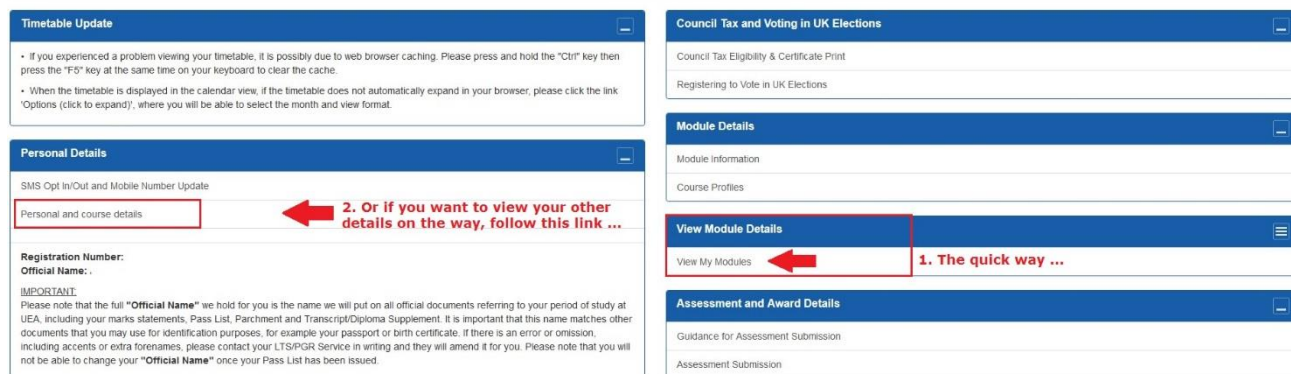 Timetable Update
• If you experienced a problem viewing your timetable, it is possibly due to web browser caching. Please press and hold the "Ctrl" key then
press the "F5" key at the same time on your keyboard to clear the cache.
• When the timetable is displayed in the calendar view, if the timetable does not automatically expand in your browser, please click the link
'Options (click to expand)', where you will be able to select the month and view format.
Personal Details
SMS Opt In/Out and Mobile Number Update
Personal and course details
2. Or if you want to view your other
details on the way, follow this link ...
Registration Number:
Official Name: .
IMPORTANT:
Please note that the full "Official Name" we hold for you is the name we will put on all official documents referring to your period of study at
UEA, including your marks statements, Pass List, Parchment and Transcript/Diploma Supplement. It is important that this name matches other
documents that you may use for identification purposes, for example your passport or birth certificate. If there is an error or omission,
including accents or extra forenames, please contact your LTS/PGR Service in writing and they will amend it for you. Please note that you will
not be able to change your "Official Name" once your Pass List has been issued.
Council Tax and Voting in UK Elections
Council Tax Eligibility & Certificate Print
Registering to Vote in UK Elections
Module Details
Module Information
Course Profiles
View Module Details
View My Modules
1. The quick way ...
Assessment and Award Details
Guidance for Assessment Submission
Assessment Submission